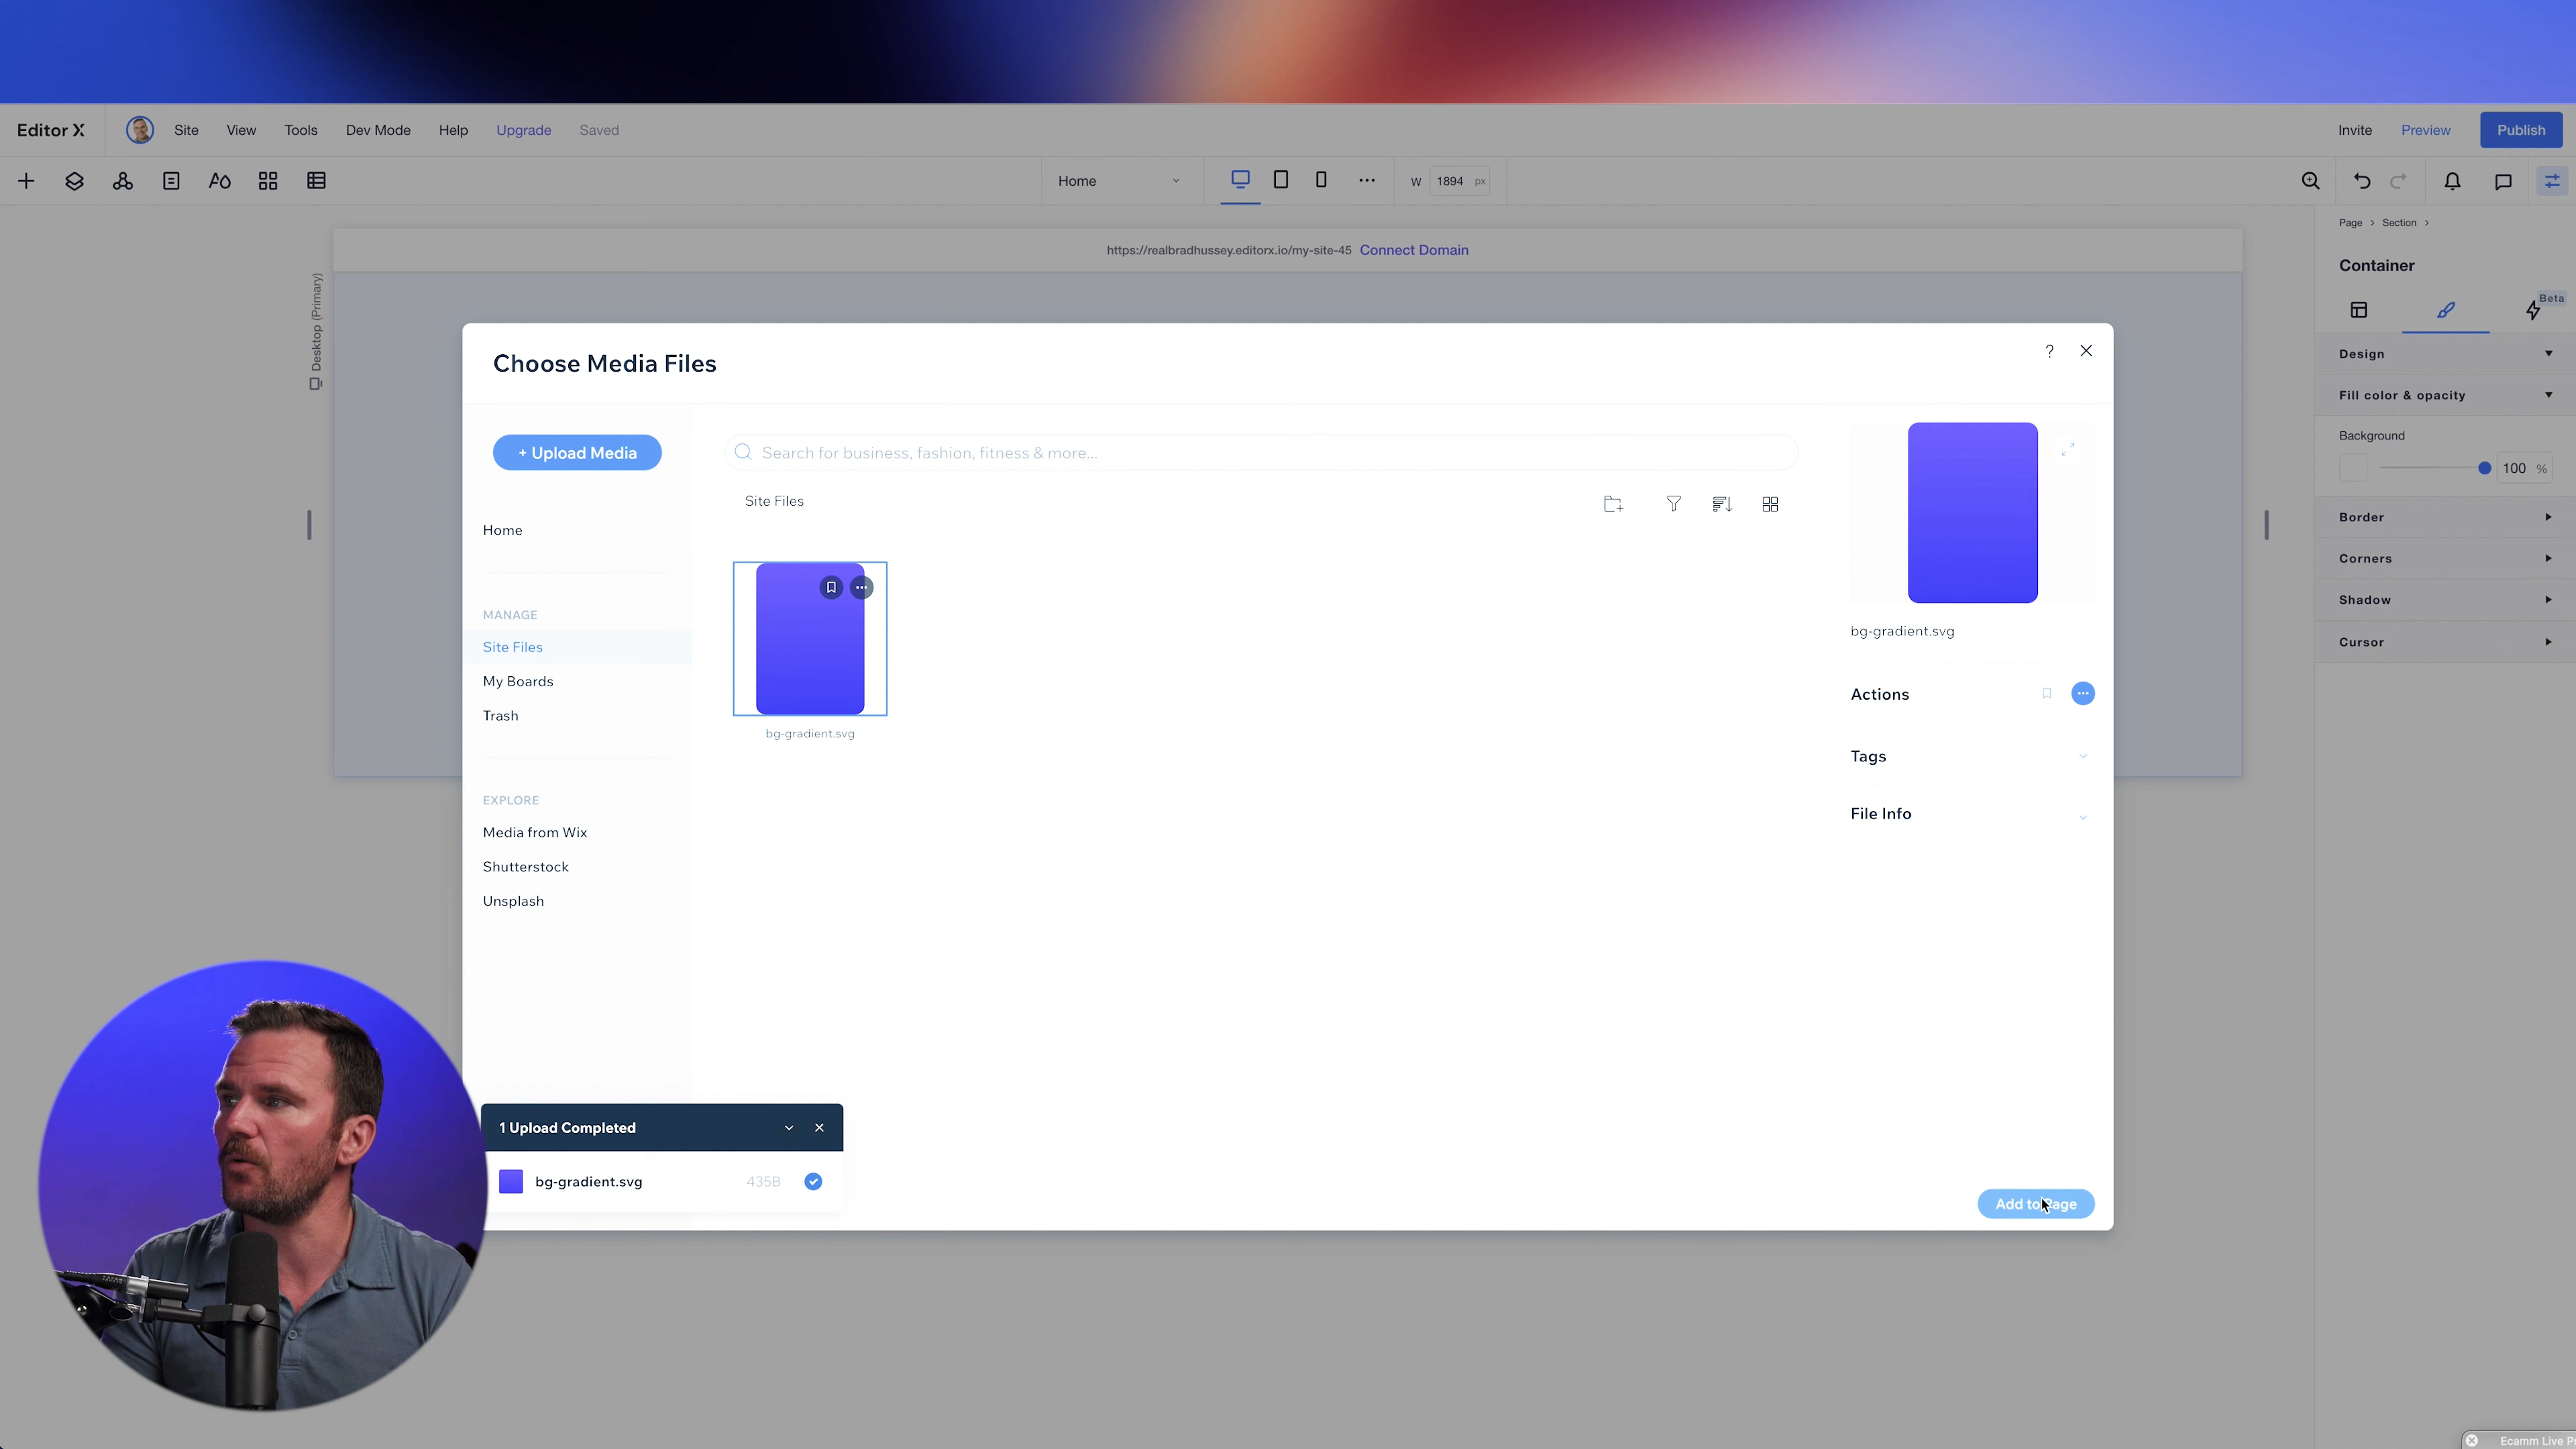 Editor X
Site
View
Tools
Dev Mode
Help
Upgrade
Saved
Invite
Preview
Publish
Home
W 1894 px
https://realbradhussey.editorx.io/my-site-45 Connect Domain
Desktop (Primary)
Page > Section >
Container
Beta
Design
Fill color & opacity
Background
100 %
Border
Corners
Shadow
Cursor
Choose Media Files
?
+ Upload Media
Search for business, fashion, fitness & more...
Site Files
Home
MANAGE
Site Files
My Boards
Trash
EXPLORE
Media from Wix
Shutterstock
Unsplash
bg-gradient.svg
bg-gradient.svg
Actions
Tags
File Info
1 Upload Completed
bg-gradient.svg 435B
Add to Page
Ecamm Live